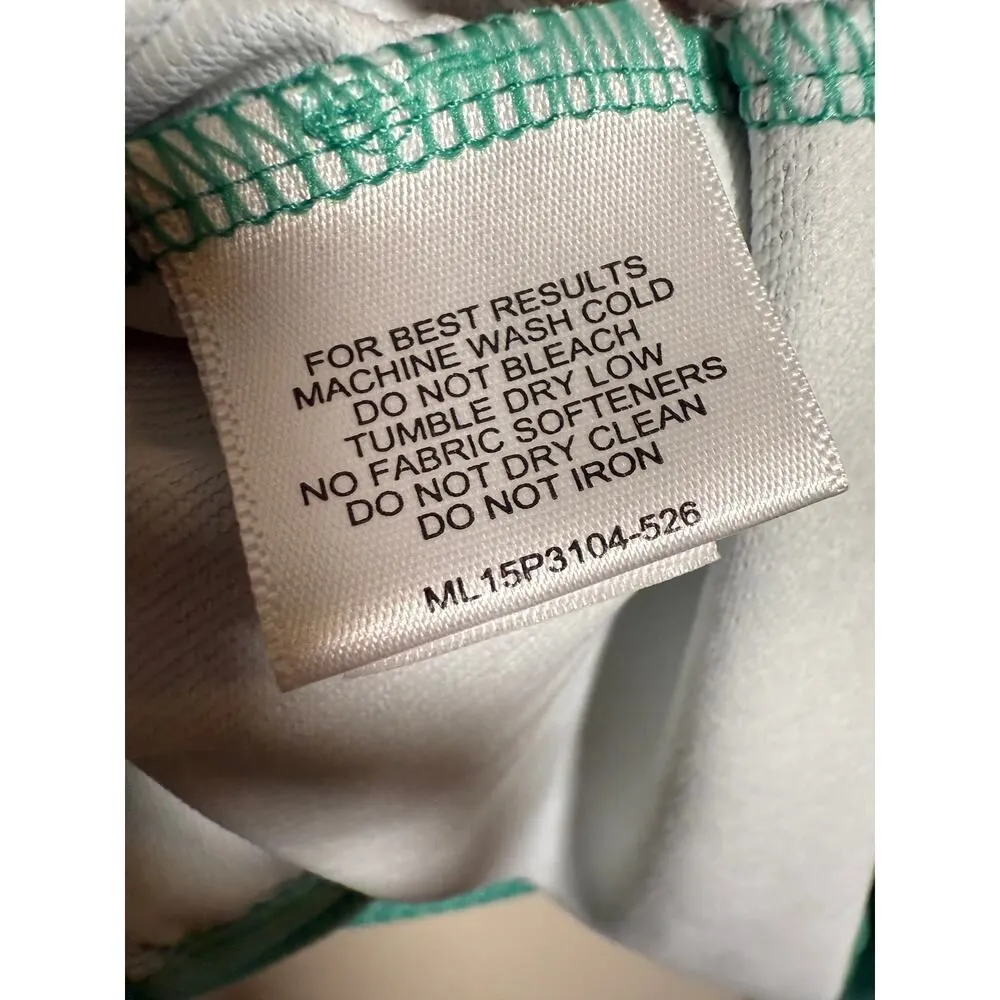 FOR BEST RESULTS
MACHINE WASH COLD
DO NOT BLEACH
TUMBLE DRY LOW
NO FABRIC SOFTENERS
DO NOT DRY CLEAN
DO NOT IRON
ML15P3104-526